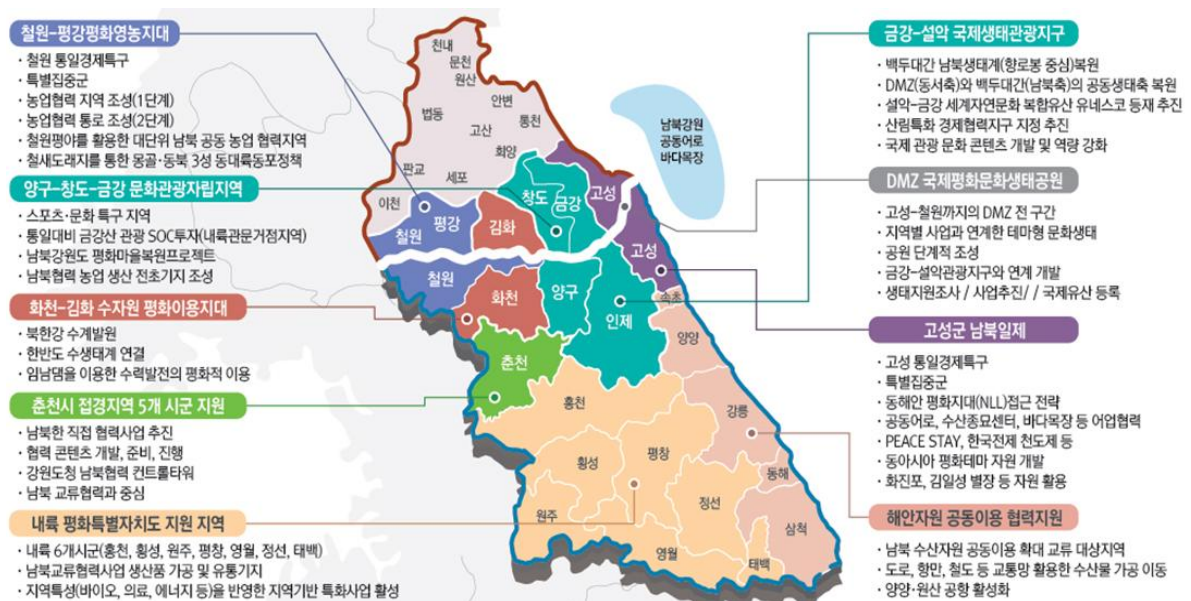 철원-평강평화영농지대
· 철원 통일경제특구
· 특별집중군
· 농업협력 지역 조성(1단계)
· 농업협력 통로 조성(2단계)
· 철원평야를 활용한 대단위 남북 공동 농업 협력지역
· 철새도래지를 통한 몽골·동북 3성 동대륙동포정책
양구-창도-금강 문화관광자립지역
· 스포츠·문화 특구 지역
· 통일대비 금강산 관광 SOC투자(내륙관문거점지역)
· 남북강원도 평화마을복원프로젝트
· 남북협력 농업 생산 전초기지 조성
화천-김화 수자원 평화이용지대
· 북한강 수계발원
· 한반도 수생태계 연결
· 임남댐을 이용한 수력발전의 평화적 이용
춘천시 접경지역 5개 시군 지원
· 남북한 직접 협력사업 추진
· 협력 콘텐츠 개발, 준비, 진행
· 강원도청 남북협력 컨트롤타워
· 남북 교류협력과 중심
내륙 평화특별자치도 지원 지역
· 내륙 6개시군(홍천, 횡성, 원주, 평창, 영월, 정선, 태백)
· 남북교류협력사업 생산품 가공 및 유통기지
· 지역특성(바이오, 의료, 에너지 등)을 반영한 지역기반 특화사업 활성
천내
문천
원산
안변
법동
고산
통천
회양
판교
세포
이천
창도
금강
고성
평강
김화
철원
고성
철원
화천
양구
인제
속초
양양
춘천
홍천
강릉
횡성
평창
동해
정선
원주
삼척
영월
태백
남북강원
공동어로
바다목장
금강-설악 국제생태관광지구
· 백두대간 남북생태계(향로봉 중심)복원
· DMZ(동서축)와 백두대간(남북축)의 공동생태축 복원
· 설악-금강 세계자연문화 복합유산 유네스코 등재 추진
· 산림특화 경제협력지구 지정 추진
· 국제 관광 문화 콘텐츠 개발 및 역량 강화
DMZ 국제평화문화생태공원
· 고성-철원까지의 DMZ 전 구간
· 지역별 사업과 연계한 테마형 문화생태
· 공원 단계적 조성
· 금강-설악관광지구와 연계 개발
· 생태지원조사 / 사업추진/ / 국제유산 등록
고성군 남북일제
· 고성 통일경제특구
· 특별집중군
· 동해안 평화지대(NLL)접근 전략
· 공동어로, 수산종묘센터, 바다목장 등 어업협력
· PEACE STAY, 한국전제 천도제 등
· 동아시아 평화테마 자원 개발
· 화진포, 김일성 별장 등 자원 활용
해안자원 공동이용 협력지원
· 남북 수산자원 공동이용 확대 교류 대상지역
· 도로, 항만, 철도 등 교통망 활용한 수산물 가공 이동
· 양양·원산 공항 활성화